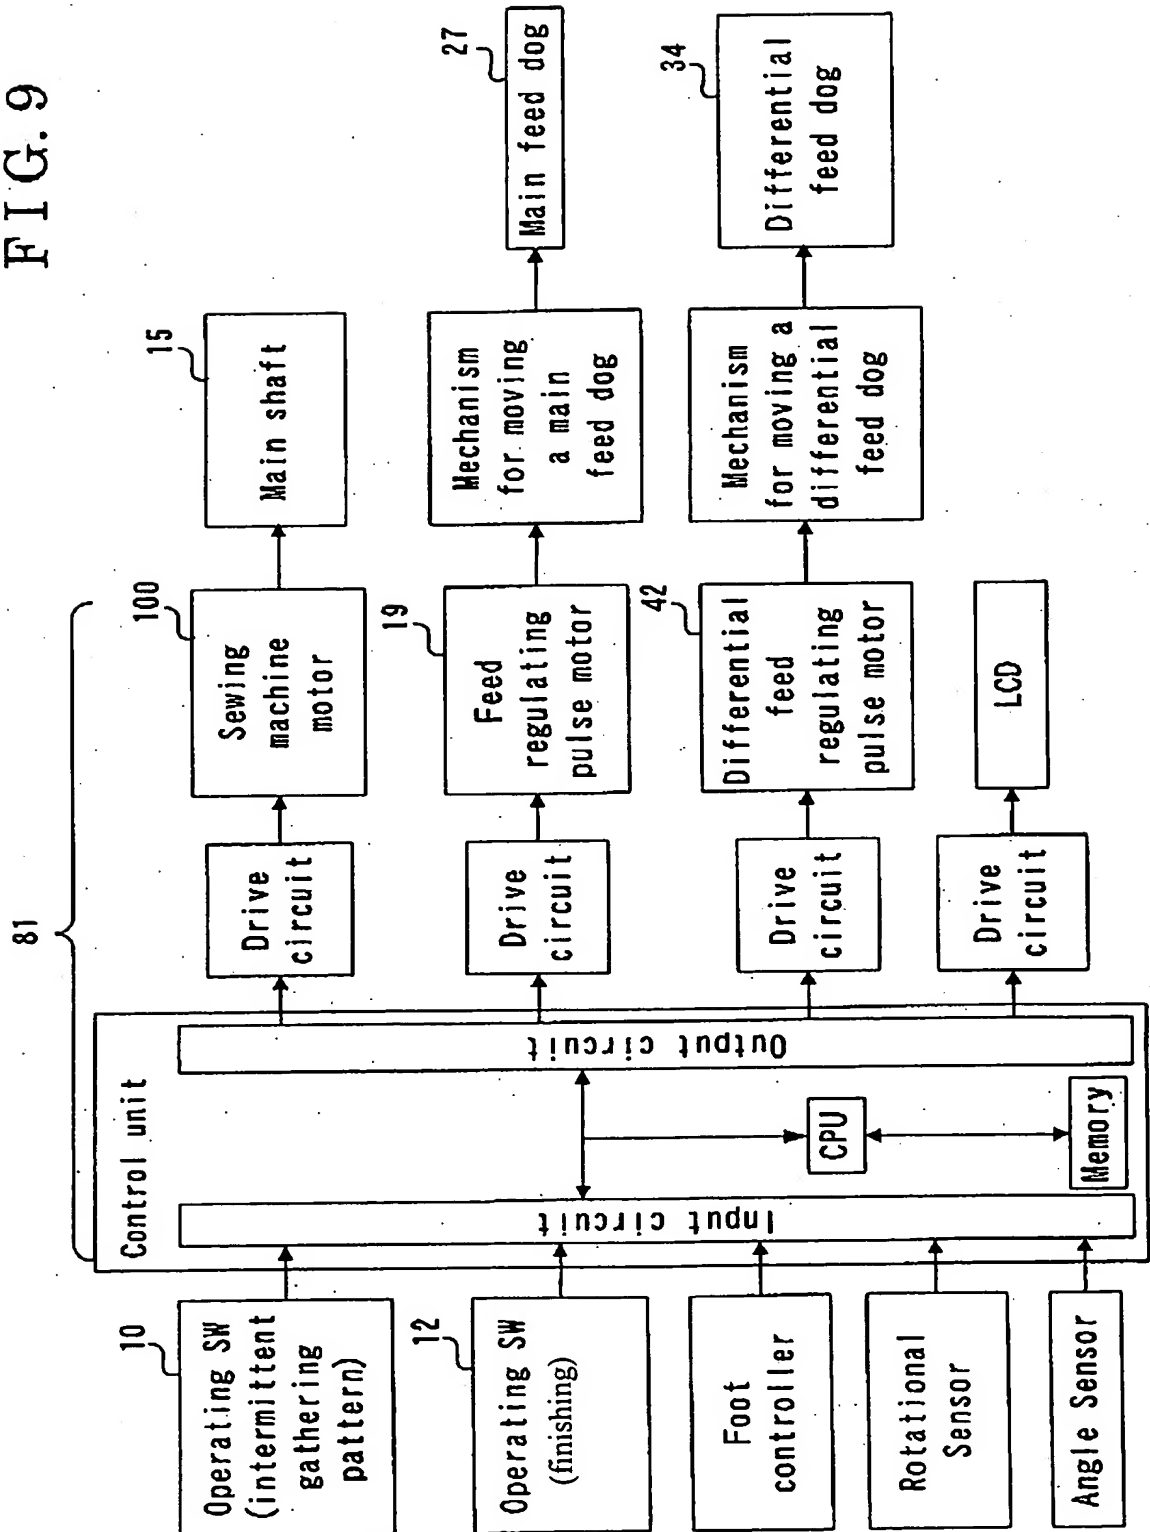 FIG. 9
81
10
Operating SW
(intermittent
gathering
pattern)
12
Operating SW
(finishing)
Foot
controller
Rotational
Sensor
Angle Sensor
Control unit
Input circuit
CPU
Memory
Output circuit
Drive
circuit
Drive
circuit
Drive
circuit
Drive
circuit
100
Sewing
machine
motor
19
Feed
regulating
pulse motor
42
Differential
feed
regulating
pulse motor
LCD
15
Main shaft
Mechanism
for moving
a main
feed dog
Mechanism
for moving a
differential
feed dog
27
Main feed dog
34
Differential
feed dog